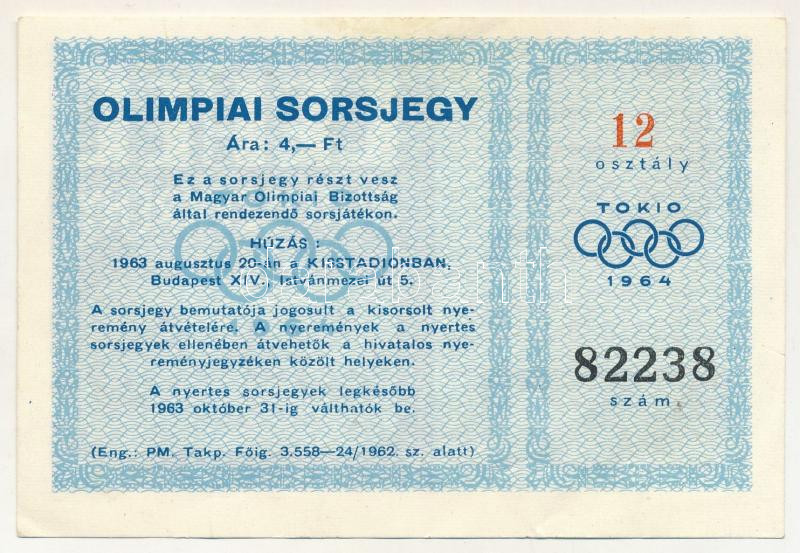 OLIMPIAI SORSJEGY
Ára: 4,— Ft
Ez a sorsjegy részt vesz
a Magyar Olimpiai Bizottság
által rendezendő sorsjátékon.
HÚZÁS :
1963 augusztus 20-án a KISSTADIONBAN,
Budapest XIV., Istvánmezei út 5.
A sorsjegy bemutatója jogosult a kisorsolt nye-
remény átvételére. A nyeremények a nyertes
sorsjegyek ellenében átvehetők a hivatalos nye-
reményjegyzéken közölt helyeken.
A nyertes sorsjegyek legkésőbb
1963 október 31-ig válthatók be.
(Eng.: PM. Takp. Főig. 3.558—24/1962. sz. alatt)
12
osztály
TOKIO
1964
82238
szám